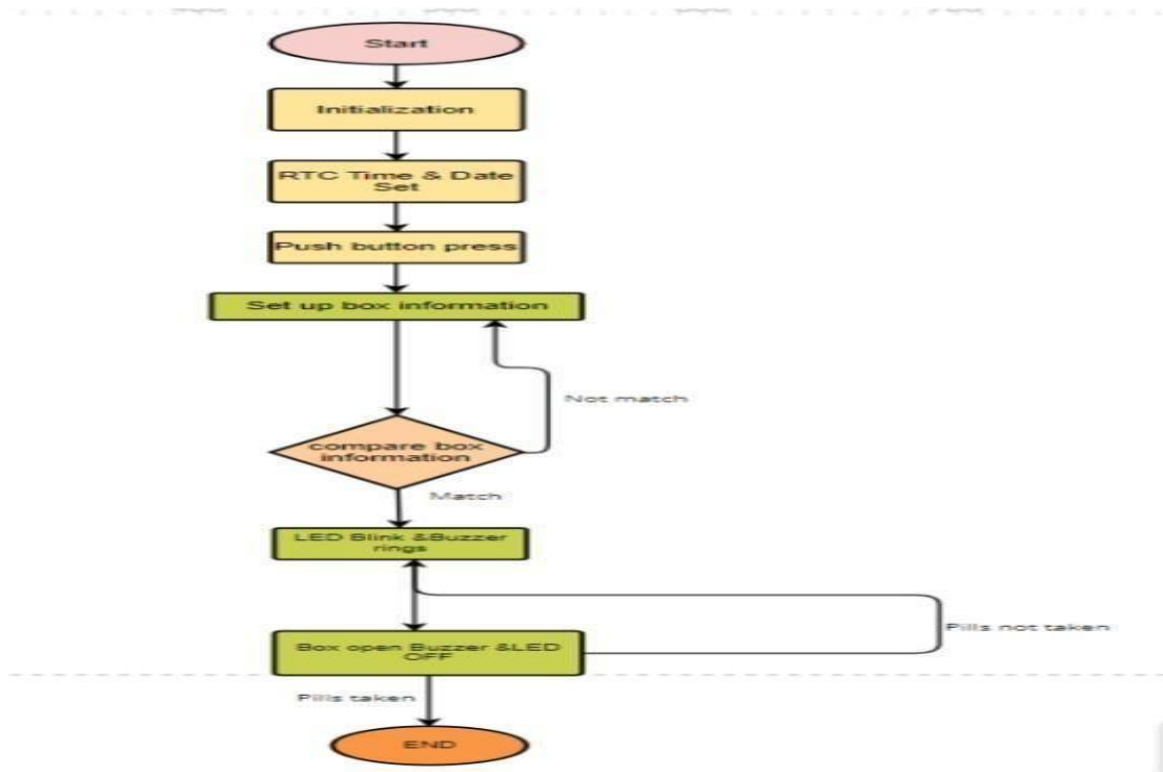 Start
Initialization
RTC Time & Date
Set
Push button press
Set up box information
Not match
compare box
information
Match
LED Blink &Buzzer
rings
Pills not taken
Box open Buzzer &LED
OFF
Pills taken
END